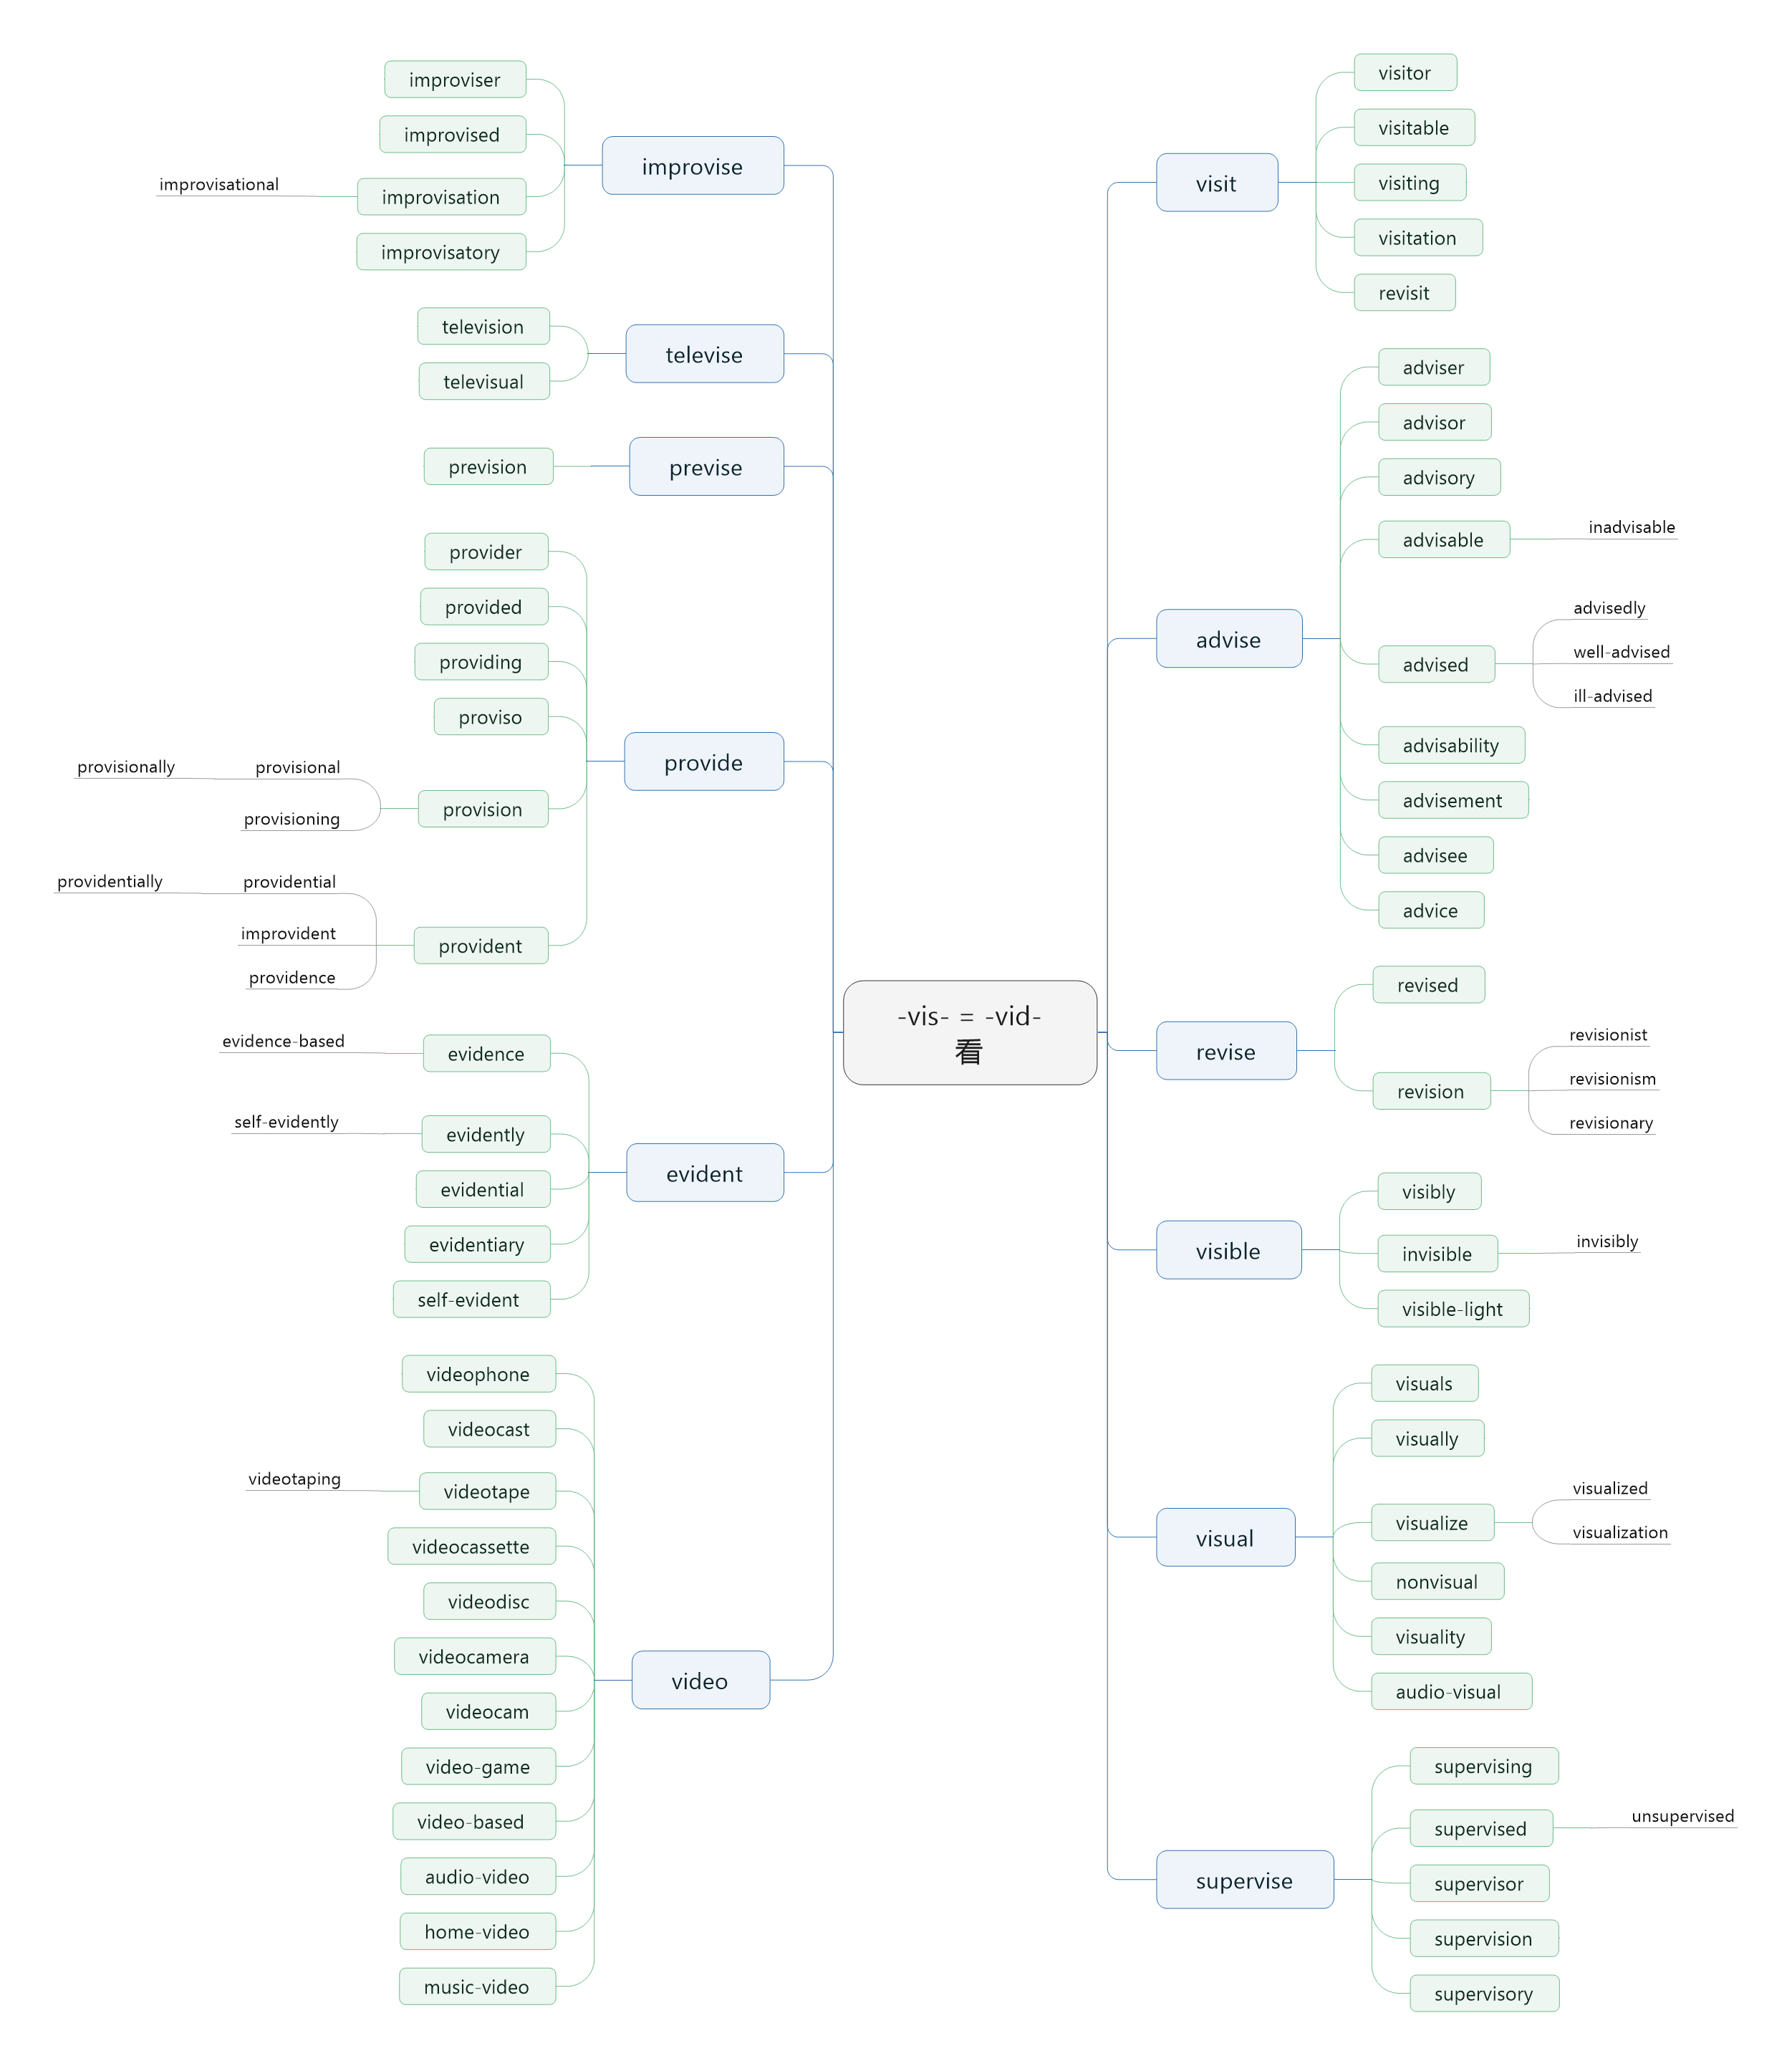 -vis- = -vid-
看
visit
visitor
visitable
visiting
visitation
revisit
advise
adviser
advisor
advisory
advisable
inadvisable
advised
advisedly
well-advised
ill-advised
advisability
advisement
advisee
advice
revise
revised
revision
revisionist
revisionism
revisionary
visible
visibly
invisible
invisibly
visible-light
visual
visuals
visually
visualize
visualized
visualization
nonvisual
visuality
audio-visual
supervise
supervising
supervised
unsupervised
supervisor
supervision
supervisory
improvise
improviser
improvised
improvisation
improvisational
improvisatory
televise
television
televisual
previse
prevision
provide
provider
provided
providing
proviso
provision
provisional
provisionally
provisioning
provident
providential
providentially
improvident
providence
evident
evidence
evidence-based
evidently
self-evidently
evidential
evidentiary
self-evident
video
videophone
videocast
videotape
videotaping
videocassette
videodisc
videocamera
videocam
video-game
video-based
audio-video
home-video
music-video